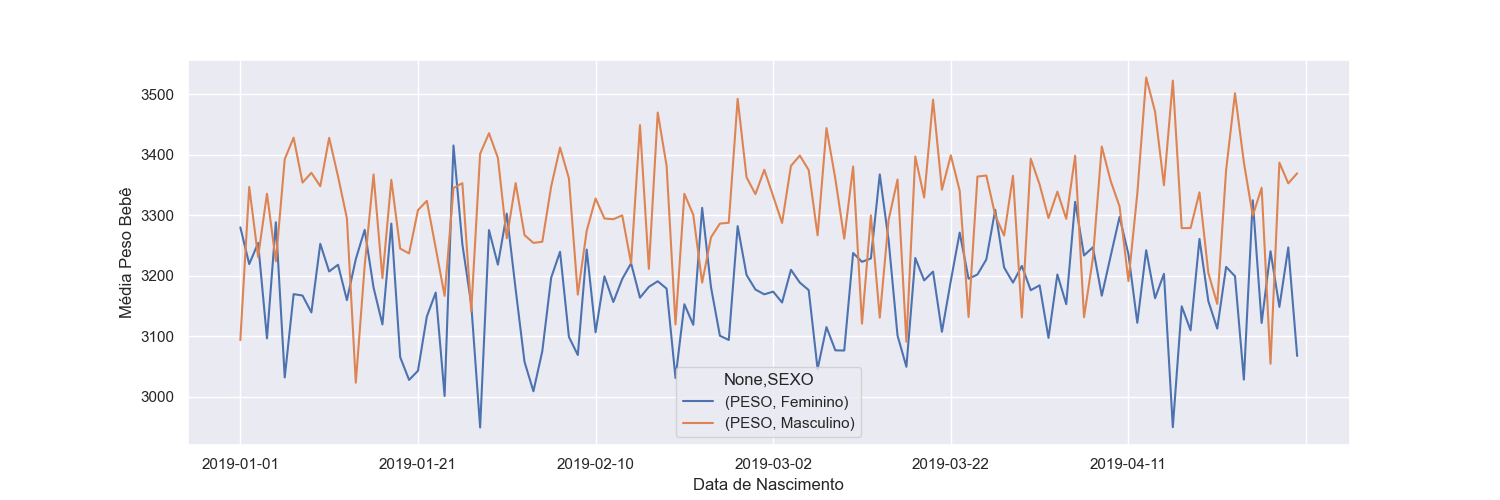 3500
3400
3300
3200
3100
3000
Média Peso Bebê
None,SEXO
(PESO, Feminino)
(PESO, Masculino)
2019-01-01 2019-01-21 2019-02-10 2019-03-02 2019-03-22 2019-04-11
Data de Nascimento